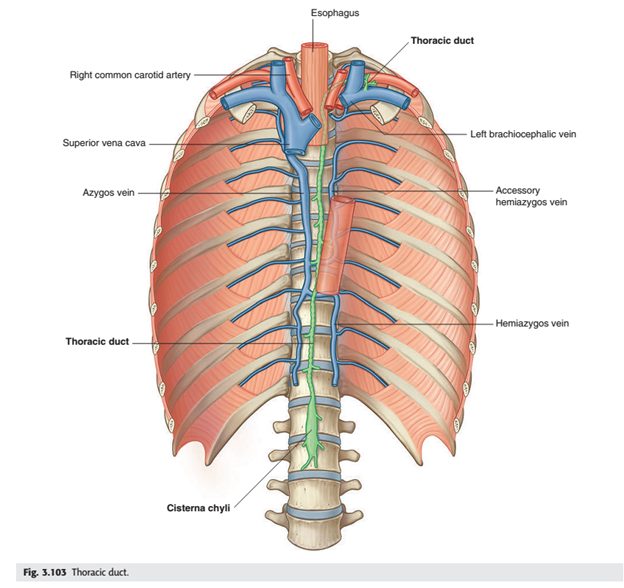 Esophagus
Thoracic duct
Right common carotid artery
Left brachiocephalic vein
Superior vena cava
Azygos vein
Accessory
hemiazygos vein
Hemiazygos vein
Thoracic duct
Cisterna chyli
Fig. 3.103 Thoracic duct.